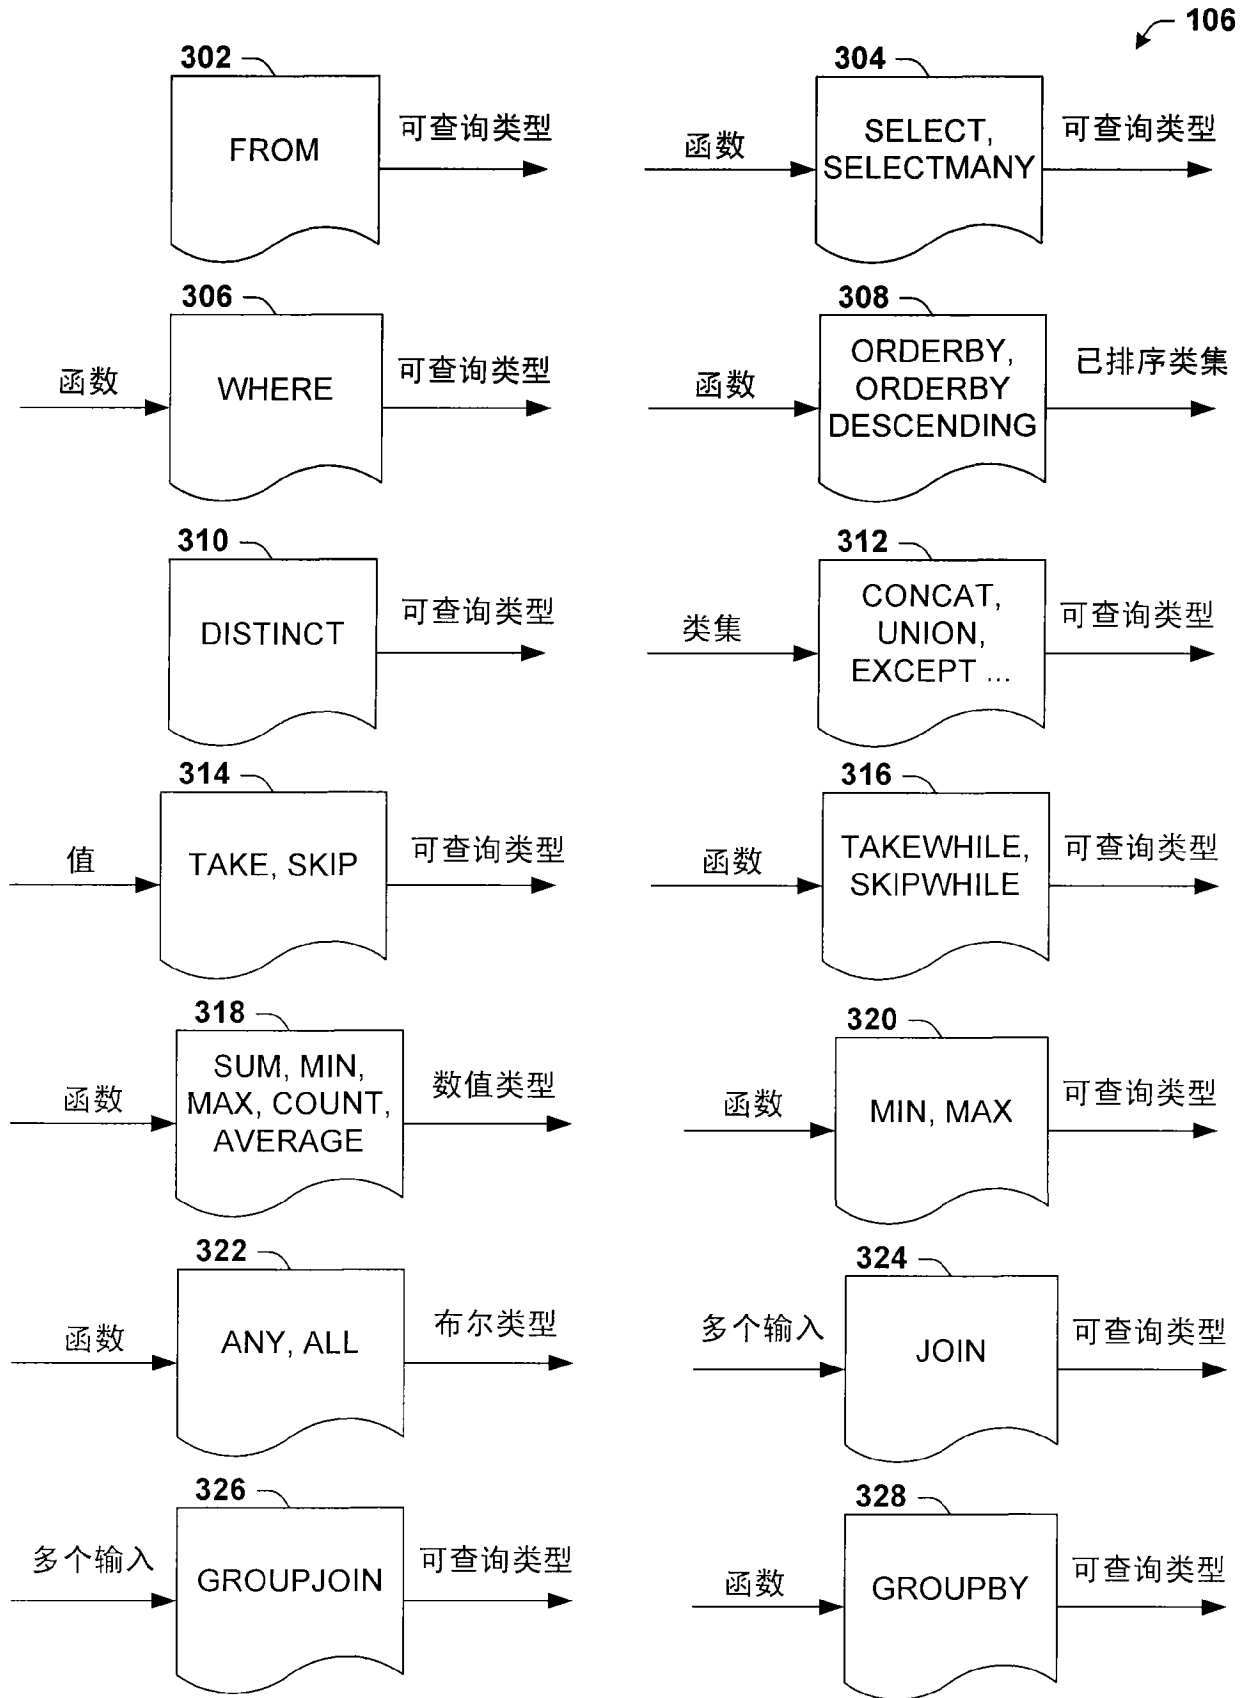 106
302
FROM
可查询类型
304
函数
SELECT,
SELECTMANY
可查询类型
306
函数
WHERE
可查询类型
308
函数
ORDERBY,
ORDERBY
DESCENDING
已排序类集
310
DISTINCT
可查询类型
312
类集
CONCAT,
UNION,
EXCEPT ...
可查询类型
314
值
TAKE, SKIP
可查询类型
316
函数
TAKEWHILE,
SKIPWHILE
可查询类型
318
函数
SUM, MIN,
MAX, COUNT,
AVERAGE
数值类型
320
函数
MIN, MAX
可查询类型
322
函数
ANY, ALL
布尔类型
324
多个输入
JOIN
可查询类型
326
多个输入
GROUPJOIN
可查询类型
328
函数
GROUPBY
可查询类型